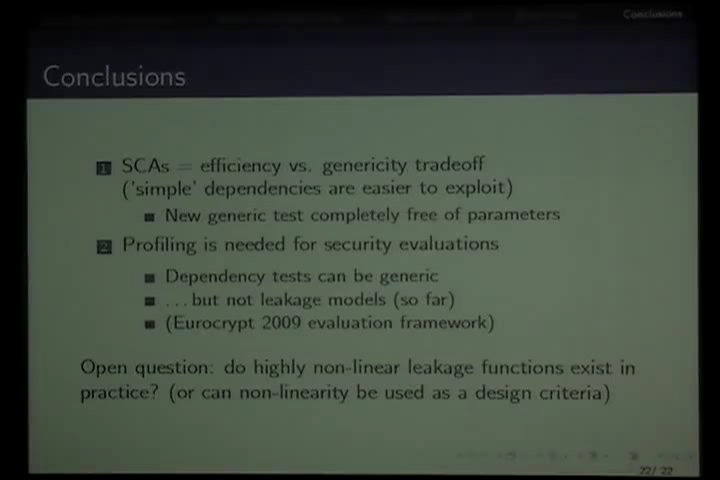 Conclusions
Conclusions
1 SCAs = efficiency vs. genericity tradeoff
('simple' dependencies are easier to exploit)
New generic test completely free of parameters
2 Profiling is needed for security evaluations
Dependency tests can be generic
...but not leakage models (so far)
(Eurocrypt 2009 evaluation framework)
Open question: do highly non-linear leakage functions exist in
practice? (or can non-linearity be used as a design criteria)
22/ 22